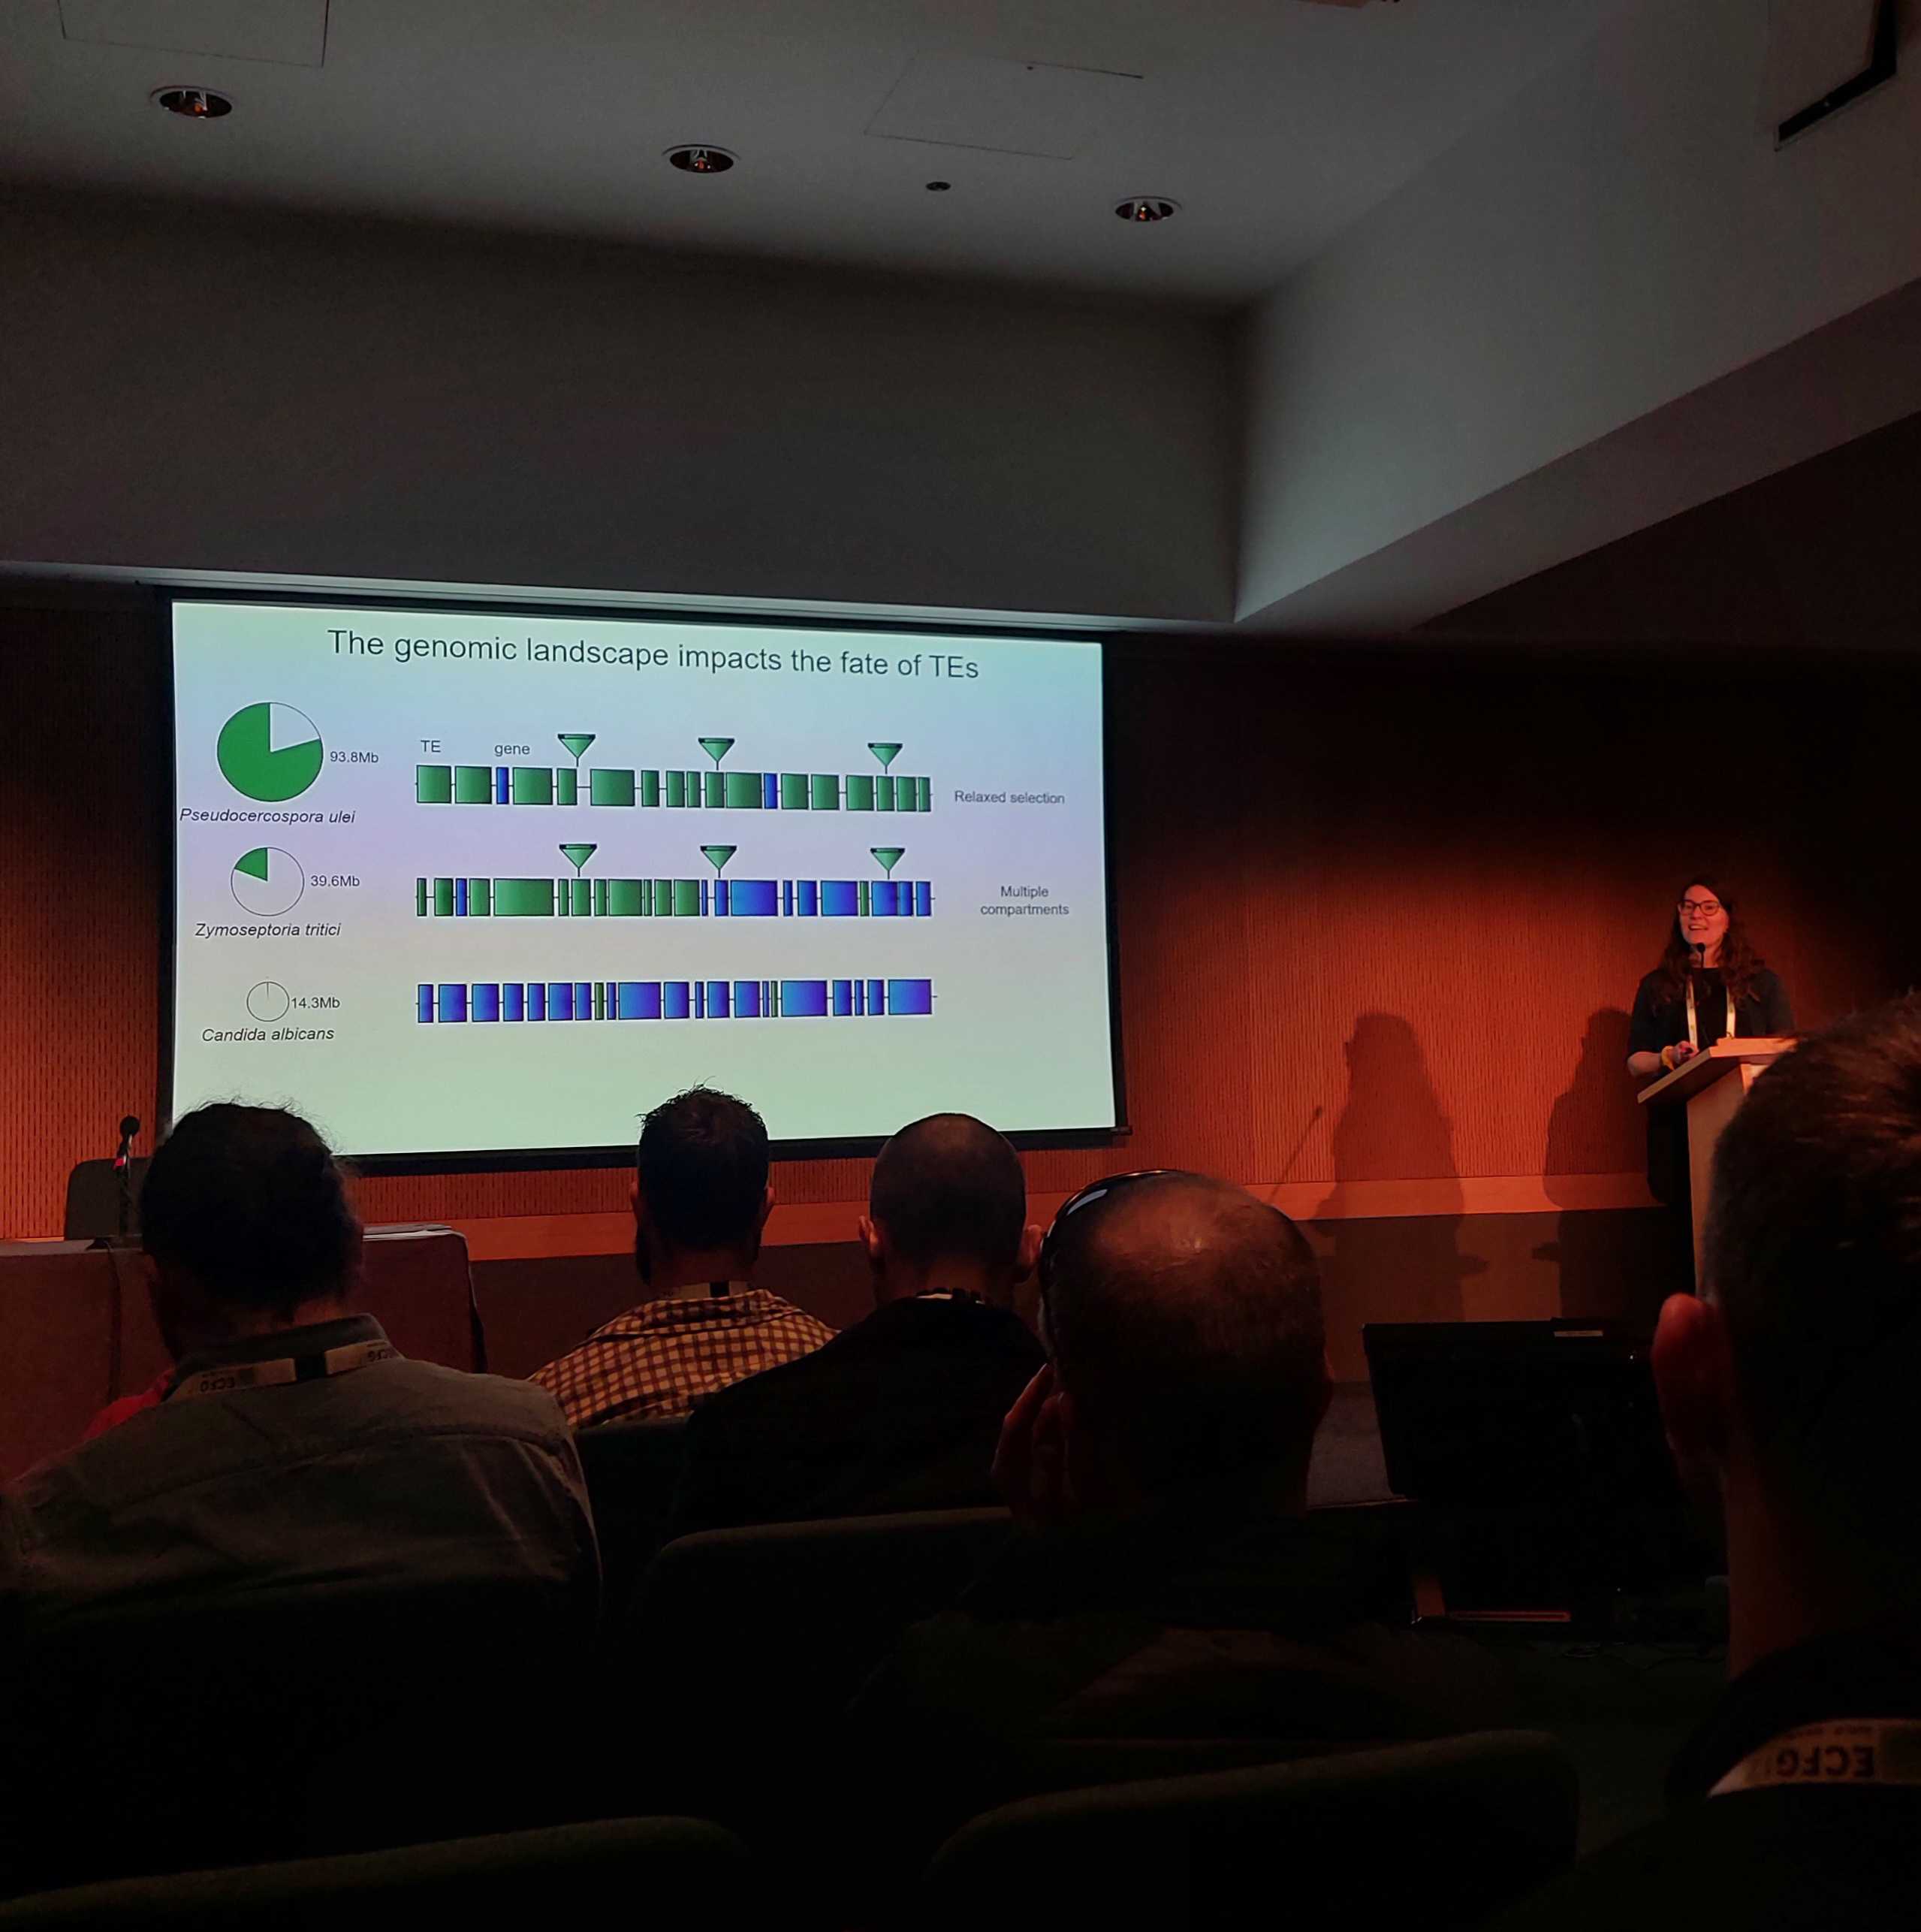 The genomic landscape impacts the fate of TEs
93.8Mb
TE
gene
Relaxed selection
Pseudocercospora ulei
39.6Mb
Multiple
compartments
Zymoseptoria tritici
14.3Mb
Candida albicans
ECFG
ECFG